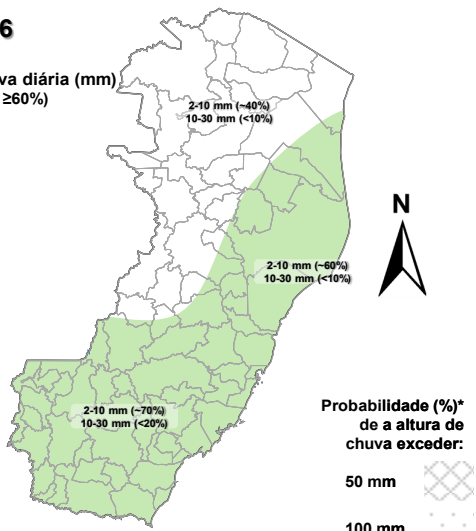 6
va diária (mm)
≥60%)
2-10 mm (~40%)
10-30 mm (<10%)
2-10 mm (~60%)
10-30 mm (<10%)
N
2-10 mm (~70%)
10-30 mm (<20%)
Probabilidade (%)*
de a altura de
chuva exceder:
50 mm
100 mm